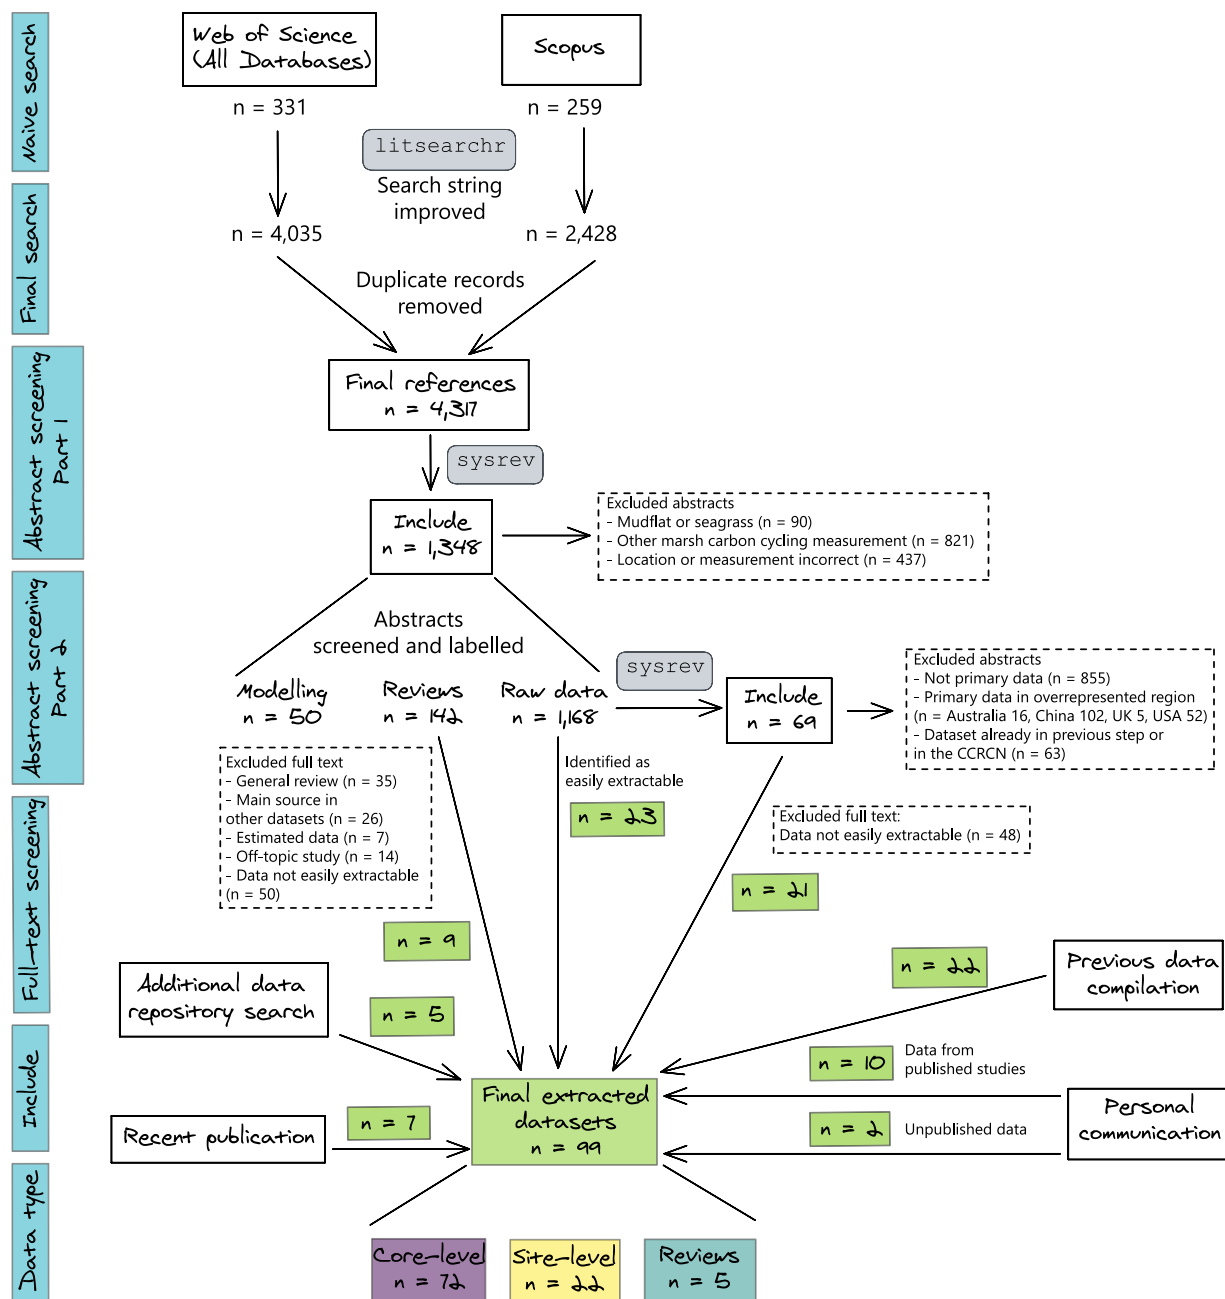 Naive search
Web of Science
(All Databases)
n = 331
Scopus
n = 259
litsearchr
Search string
improved
Final search
n = 4,035
n = 2,428
Duplicate records
removed
Abstract screening
Part 1
Final references
n = 4,317
sysrev
Include
n = 1,348
Excluded abstracts
- Mudflat or seagrass (n = 90)
- Other marsh carbon cycling measurement (n = 821)
- Location or measurement incorrect (n = 437)
Abstract screening
Part 2
Abstracts
screened and labelled
Modelling
n = 50
Reviews
n = 142
Raw data
n = 1,168
sysrev
Include
n = 69
Excluded abstracts
- Not primary data (n = 855)
- Primary data in overrepresented region
(n = Australia 16, China 102, UK 5, USA 52)
- Dataset already in previous step or
in the CCRCN (n = 63)
Full-text screening
Excluded full text
- General review (n = 35)
- Main source in
other datasets (n = 26)
- Estimated data (n = 7)
- Off-topic study (n = 14)
- Data not easily extractable
(n = 50)
Identified as
easily extractable
n = 23
Excluded full text:
Data not easily extractable (n = 48)
n = 21
n = 9
Additional data
repository search
n = 5
n = 22
Previous data
compilation
Include
Final extracted
datasets
n = 99
n = 10
Data from
published studies
Recent publication
n = 7
n = 2
Unpublished data
Personal
communication
Data type
Core-level
n = 72
Site-level
n = 22
Reviews
n = 5